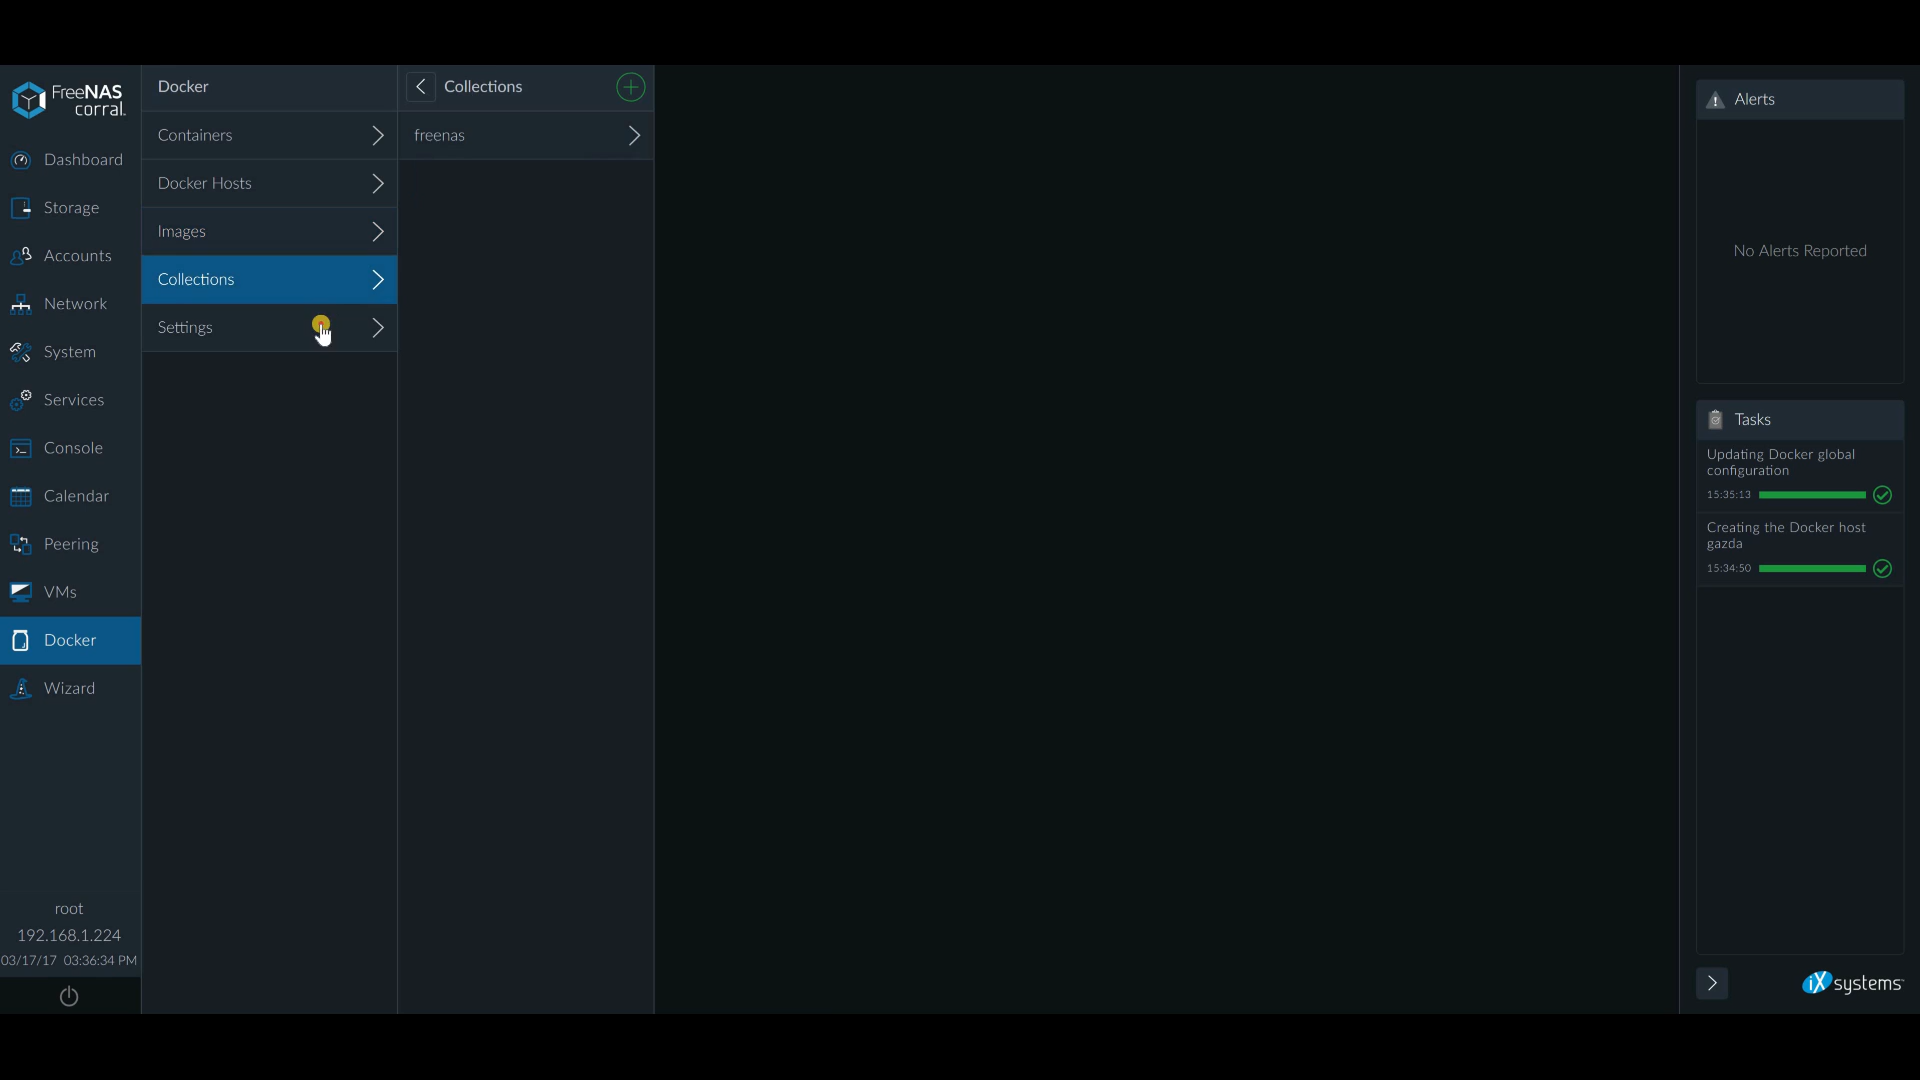 FreeNAS
corral.
Dashboard
Storage
Accounts
Network
System
Services
Console
Calendar
Peering
VMs
Docker
Wizard
root
192.168.1.224
03/17/17 03:36:34 PM
Docker
Containers
Docker Hosts
Images
Collections
Settings
Collections
freenas
Alerts
No Alerts Reported
Tasks
Updating Docker global
configuration
15:35:13
Creating the Docker host
gazda
15:34:50
iXsystems